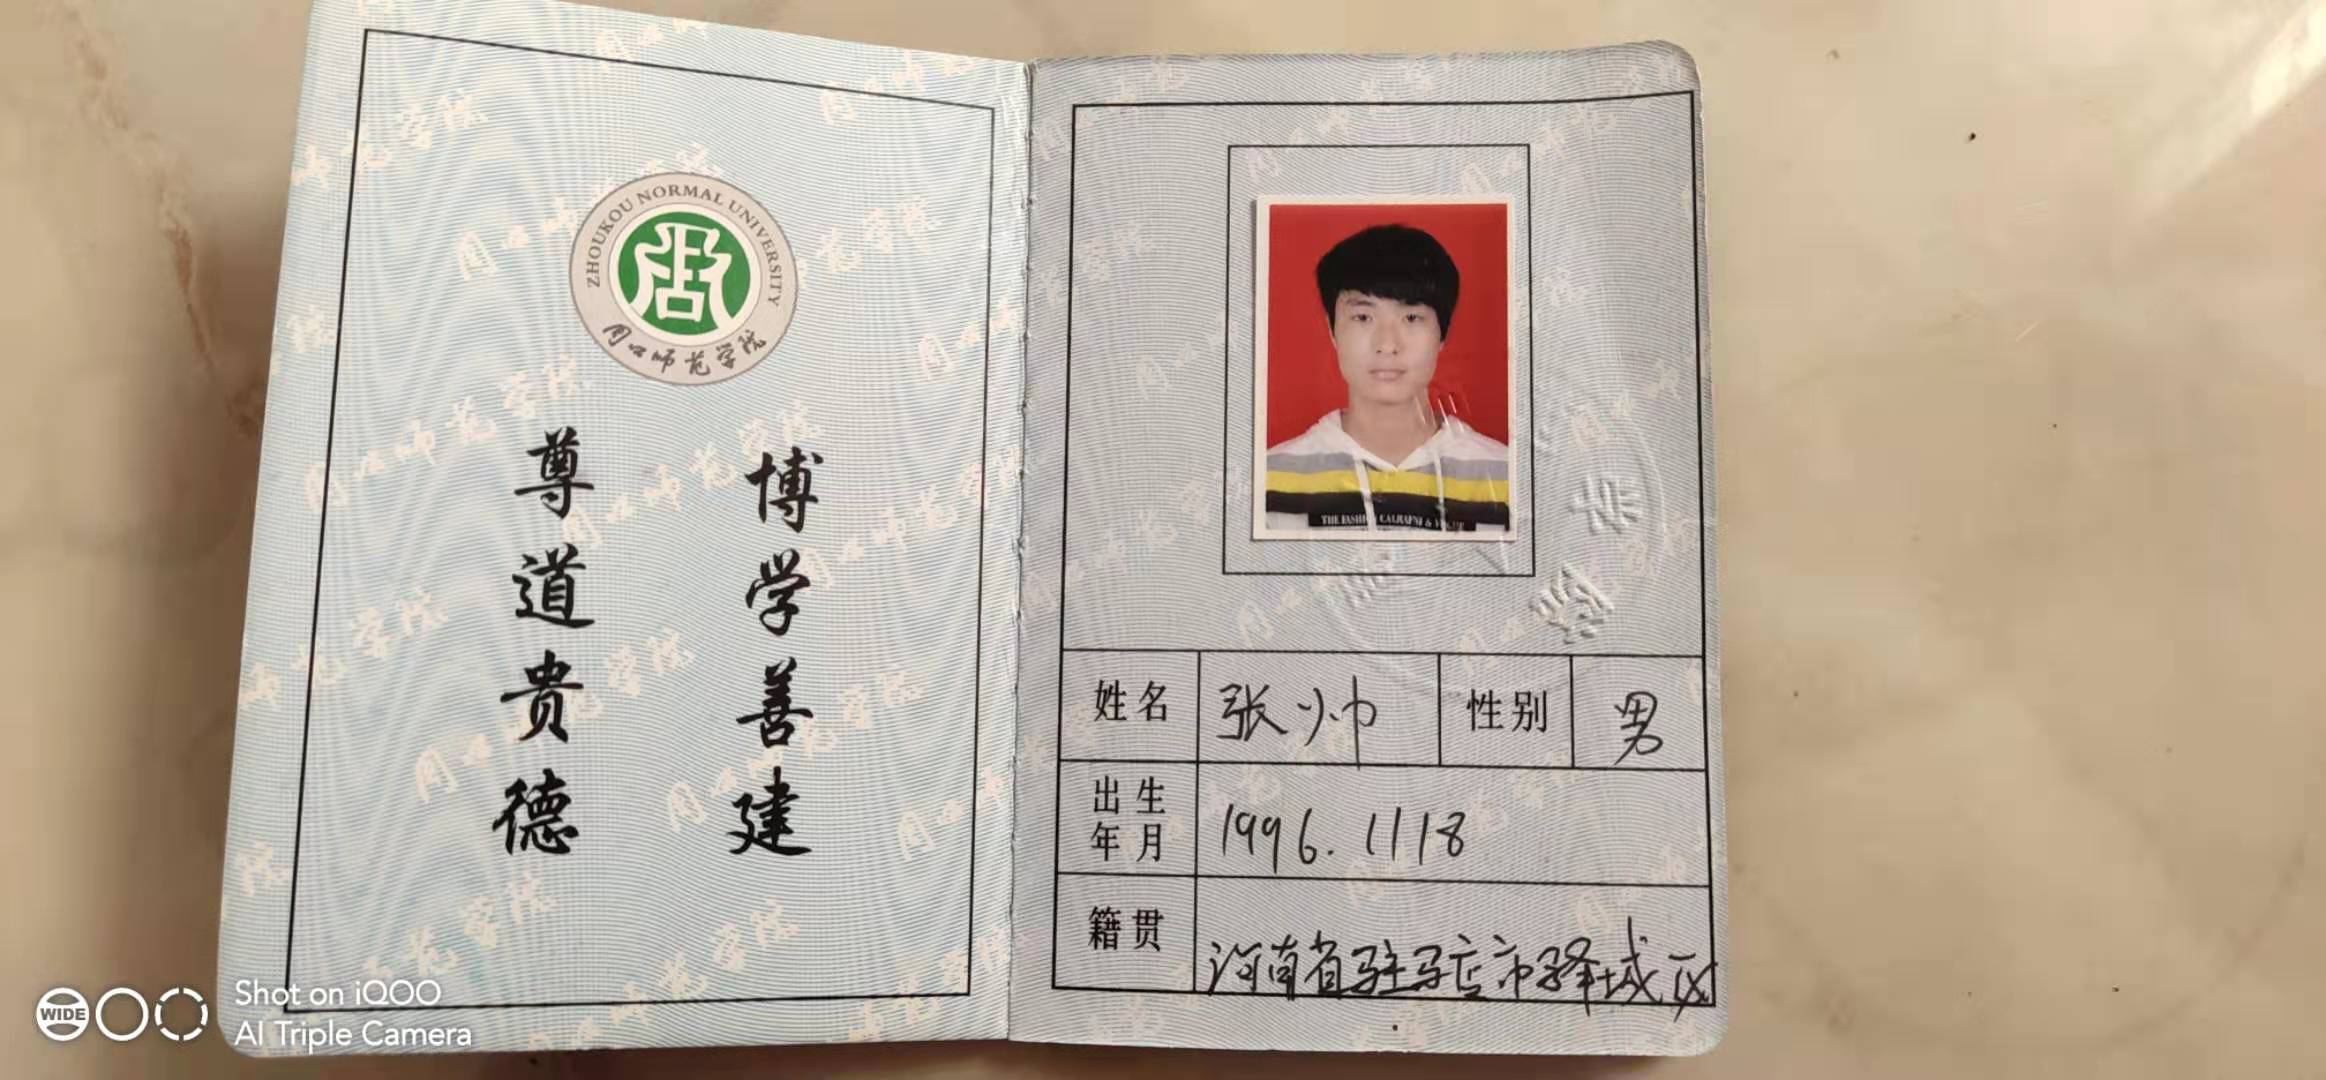 ZHOUKOU NORMAL UNIVERSITY
周口师范学院
博学善建
尊道贵德
THE FASHION
姓名 张帅 性别 男
出生年月 1996.1118
籍贯 河南省驻马店市驿城区
Shot on iQOO
AI Triple Camera
WIDE